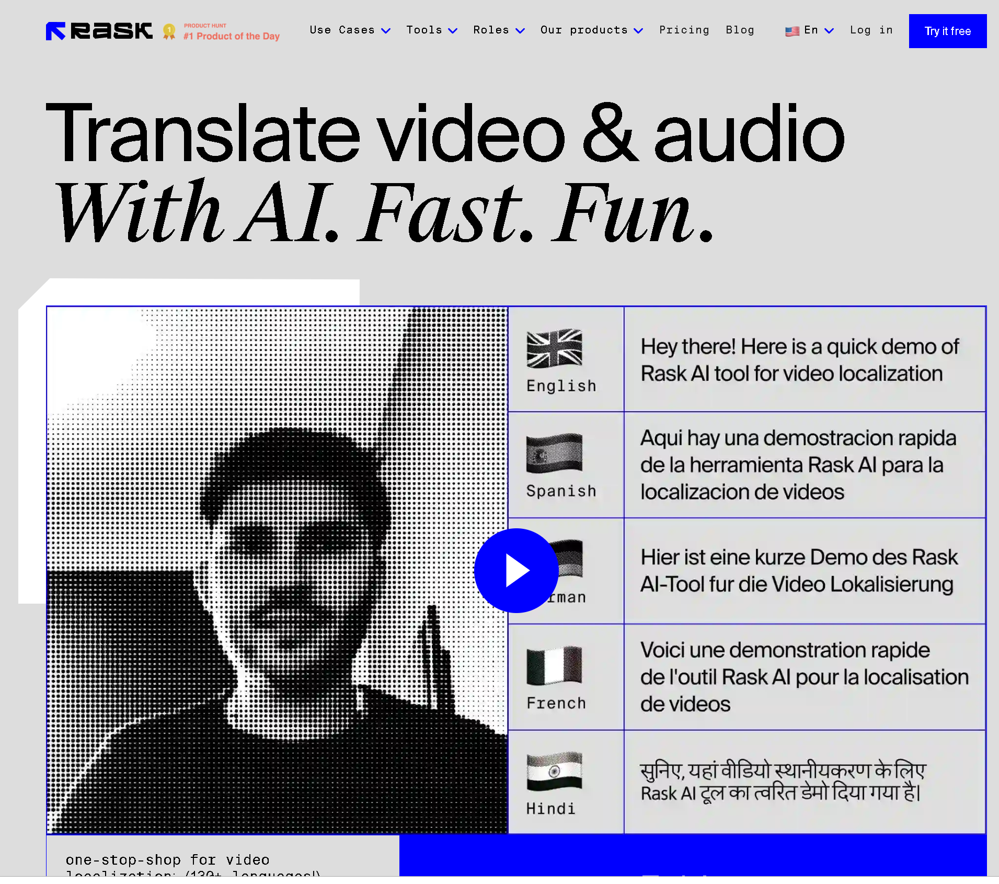 Rask
1
PRODUCT HUNT
#1 Product of the Day
Use Cases
Tools
Roles
Our products
Pricing
Blog
En
Log in
Try it free
Translate video & audio
With AI. Fast. Fun.
Hey there! Here is a quick demo of
Rask AI tool for video localization
English
Aqui hay una demostracion rapida
de la herramienta Rask AI para la
localizacion de videos
Spanish
Hier ist eine kurze Demo des Rask
AI-Tool fur die Video Lokalisierung
rman
Voici une demonstration rapide
de l'outil Rask AI pour la localisation
de videos
French
सुनिए, यहां वीडियो स्थानीयकरण के लिए
Rask AI टूल का त्वरित डेमो दिया गया है।
Hindi
one-stop-shop for video
localization: (130+ languages!)